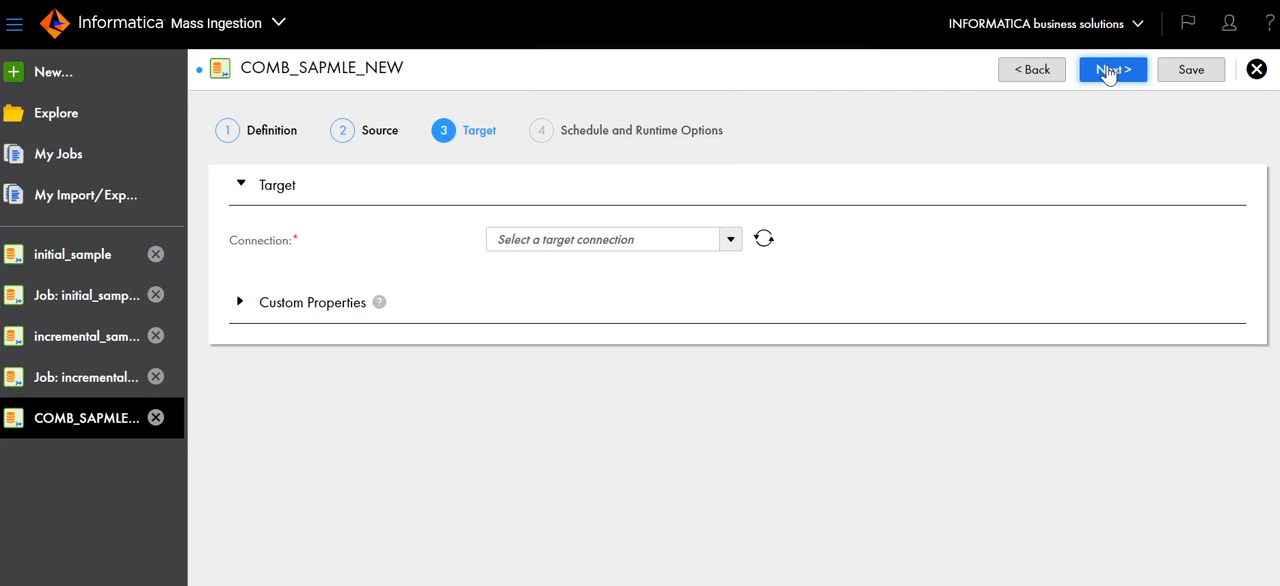 Informatica Mass Ingestion
INFORMATICA business solutions
?
New...
Explore
My Jobs
My Import/Exp...
initial_sample
Job: initial_samp...
incremental_sam...
Job: incremental...
COMB_SAPMLE...
COMB_SAPMLE_NEW
< Back
Next >
Save
1 Definition
2 Source
3 Target
4 Schedule and Runtime Options
Target
Connection:*
Select a target connection
Custom Properties ?